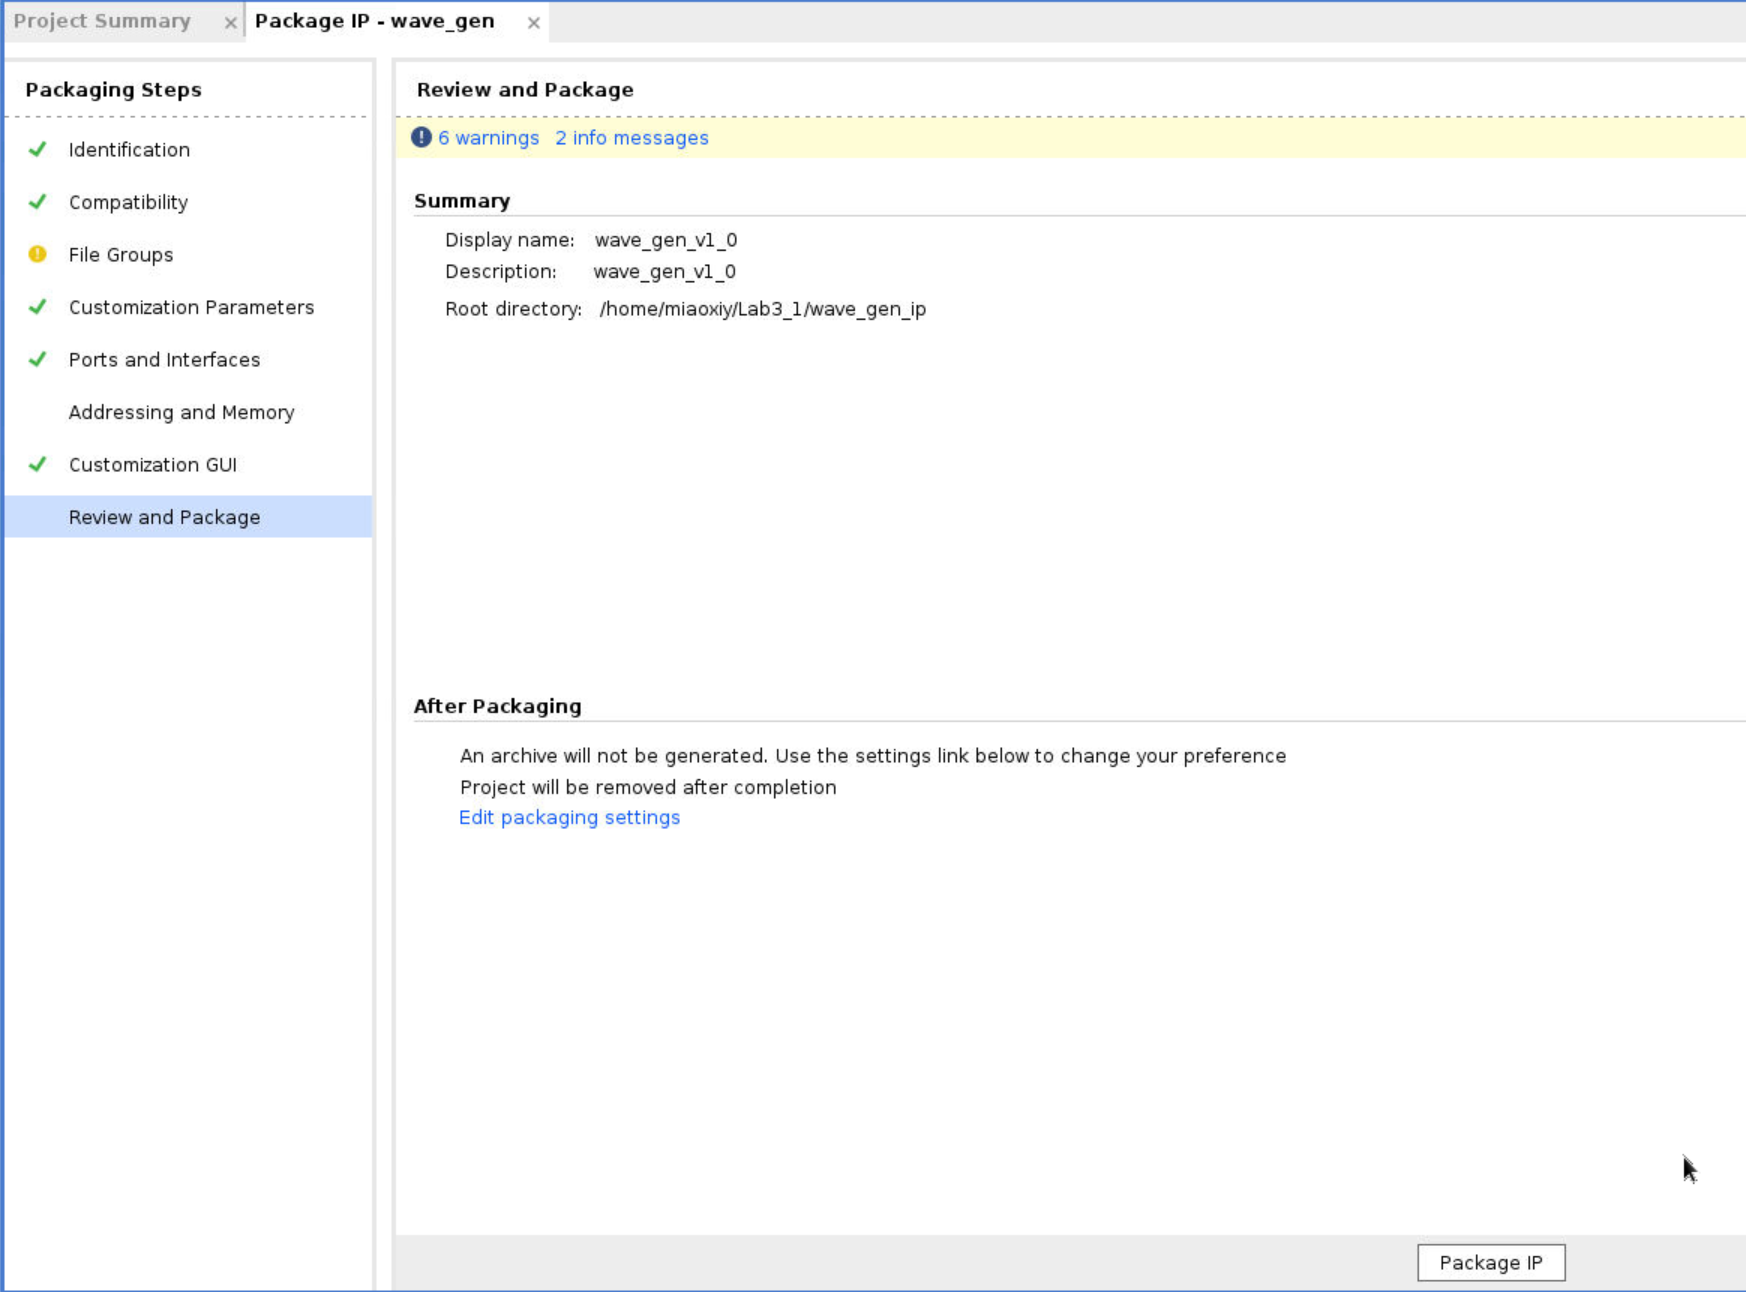 Project Summary
Package IP - wave_gen
Packaging Steps
Identification
Compatibility
File Groups
Customization Parameters
Ports and Interfaces
Addressing and Memory
Customization GUI
Review and Package
Review and Package
6 warnings 2 info messages
Summary
Display name: wave_gen_v1_0
Description: wave_gen_v1_0
Root directory: /home/miaoxiy/Lab3_1/wave_gen_ip
After Packaging
An archive will not be generated. Use the settings link below to change your preference
Project will be removed after completion
Edit packaging settings
Package IP